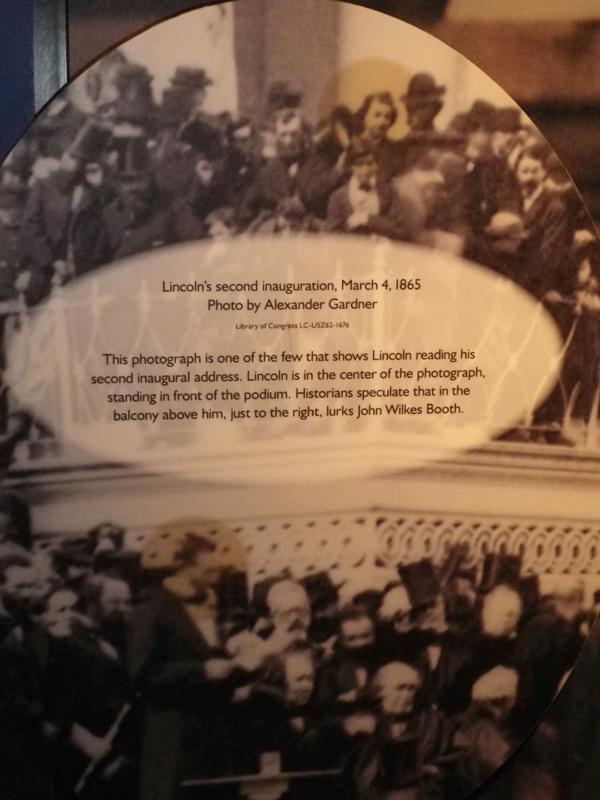 Lincoln's second inauguration, March 4, 1865
Photo by Alexander Gardner
Library of Congress LC-USZ62-1676
This photograph is one of the few that shows Lincoln reading his
second inaugural address. Lincoln is in the center of the photograph,
standing in front of the podium. Historians speculate that in the
balcony above him, just to the right, lurks John Wilkes Booth.